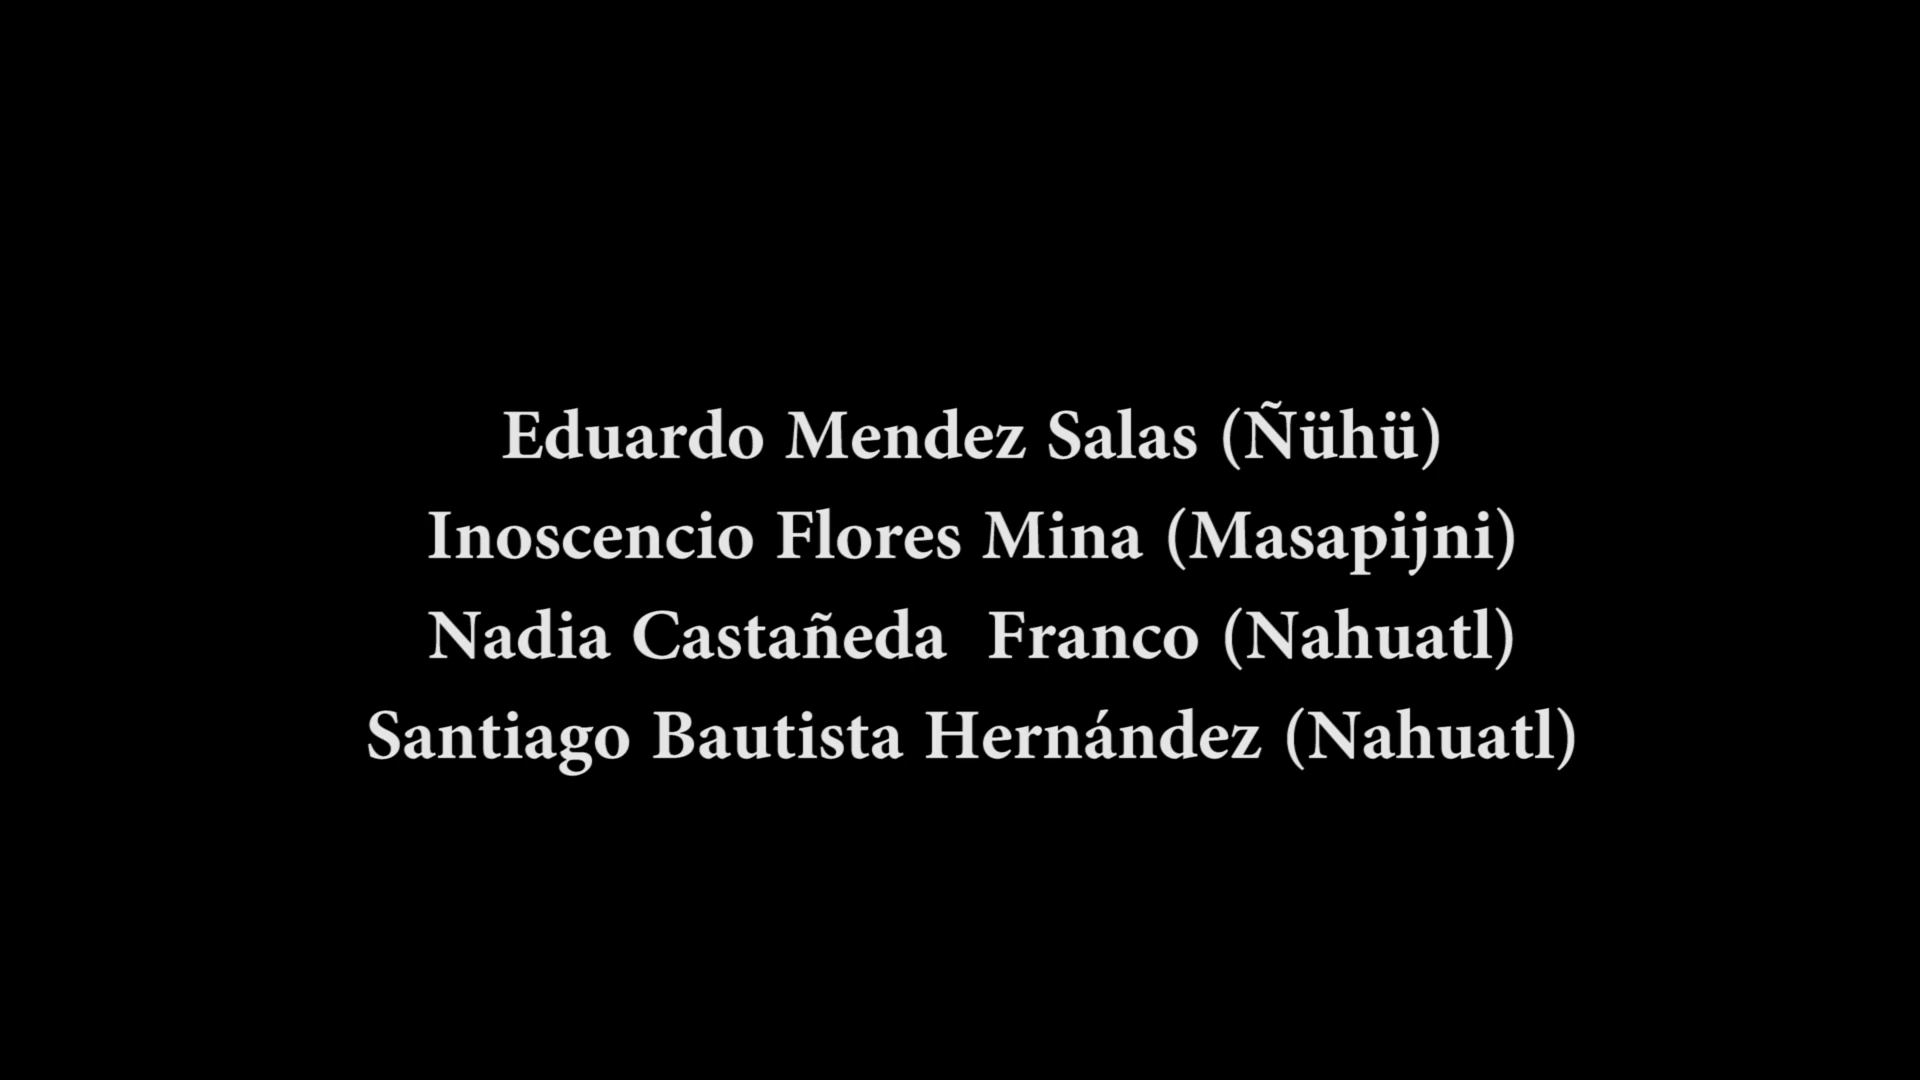 Eduardo Mendez Salas (Ñühü)
Inoscencio Flores Mina (Masapijni)
Nadia Castañeda  Franco (Nahuatl)
Santiago Bautista Hernández (Nahuatl)